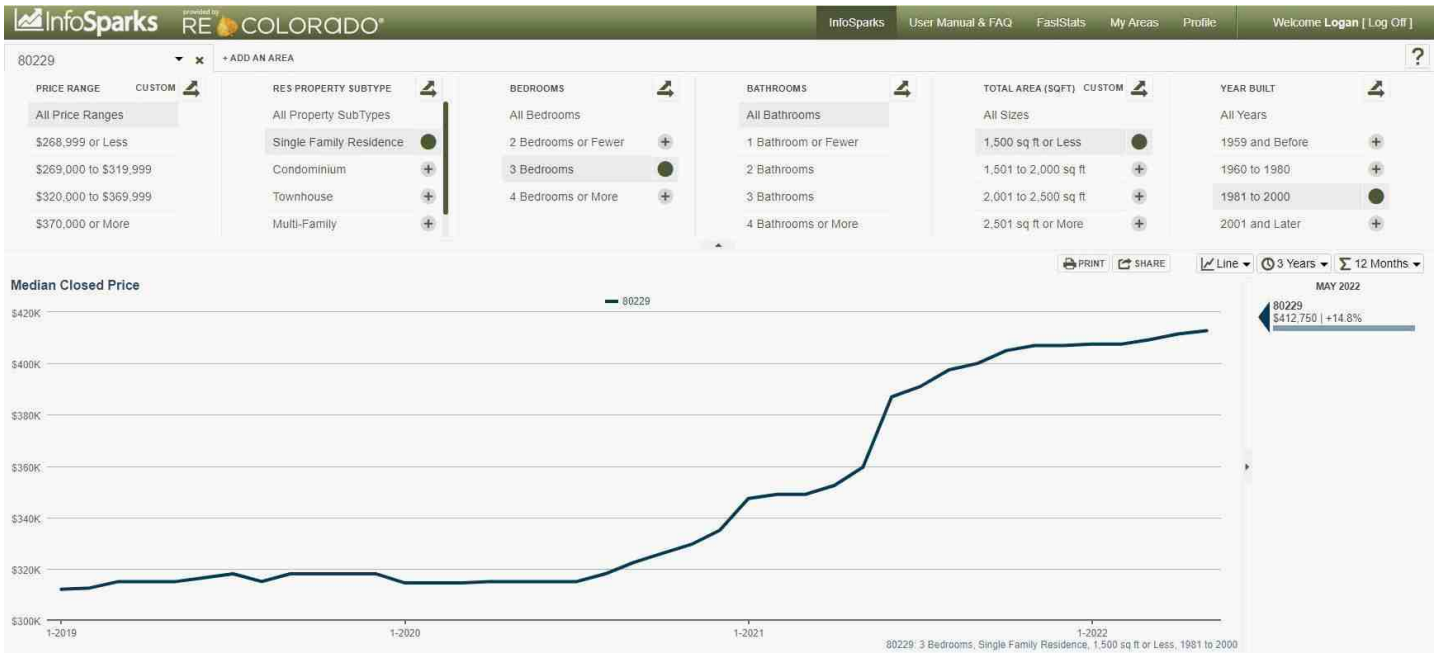 InfoSparks provided by RE COLORADO® InfoSparks User Manual & FAQ FastStats My Areas Profile Welcome Logan [ Log Off ]
80229 + ADD AN AREA ?
PRICE RANGE CUSTOM
All Price Ranges
$268,999 or Less
$269,000 to $319,999
$320,000 to $369,999
$370,000 or More
RES PROPERTY SUBTYPE
All Property SubTypes
Single Family Residence
Condominium
Townhouse
Multi-Family
BEDROOMS
All Bedrooms
2 Bedrooms or Fewer
3 Bedrooms
4 Bedrooms or More
BATHROOMS
All Bathrooms
1 Bathroom or Fewer
2 Bathrooms
3 Bathrooms
4 Bathrooms or More
TOTAL AREA (SQFT) CUSTOM
All Sizes
1,500 sq ft or Less
1,501 to 2,000 sq ft
2,001 to 2,500 sq ft
2,501 sq ft or More
YEAR BUILT
All Years
1959 and Before
1960 to 1980
1981 to 2000
2001 and Later
PRINT SHARE Line 3 Years 12 Months
Median Closed Price
80229
$420K
$400K
$380K
$360K
$340K
$320K
$300K
1-2019 1-2020 1-2021 1-2022
80229: 3 Bedrooms, Single Family Residence, 1,500 sq ft or Less, 1981 to 2000
MAY 2022
80229
$412,750 | +14.8%